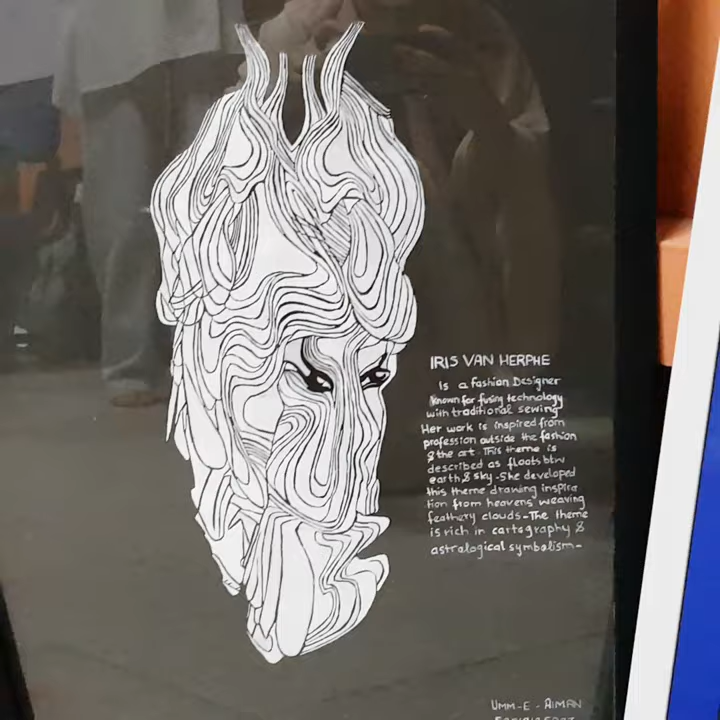 IRIS VAN HERPHE
Is a fashion Designer
known for fusing technology
with traditional sewing
Her work is inspired from
profession outside the fashion
& the art. This theme is
described as floats btw
earth & sky. She developed
this theme drawing inspira
tion from heavens weaving
feathery clouds - The theme
is rich in cartography &
astralogical symbolism -
UMM-E-AIMAN